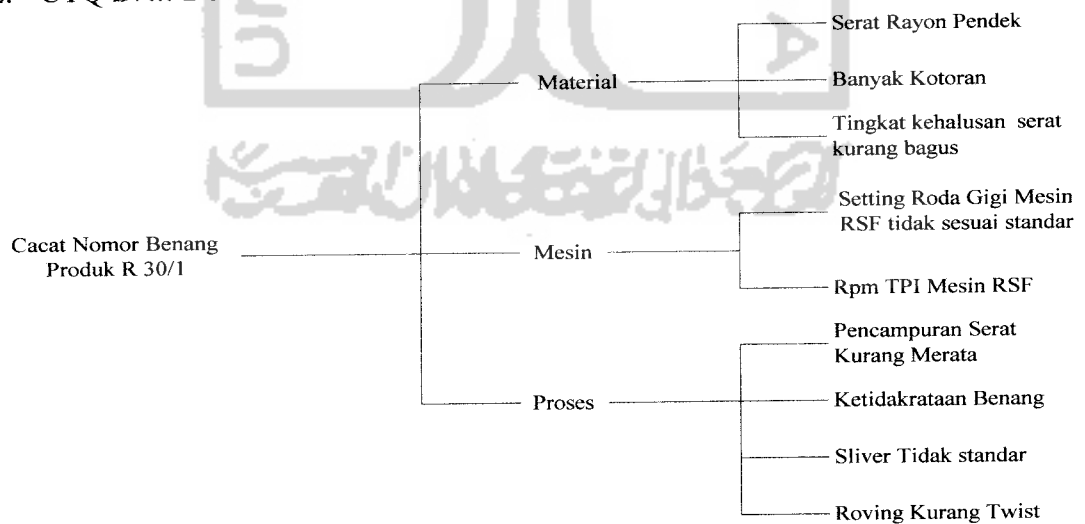 Serat Rayon Pendek
Material
Banyak Kotoran
Tingkat kehalusan serat
kurang bagus
Setting Roda Gigi Mesin
RSF tidak sesuai standar
Cacat Nomor Benang
Produk R 30/1
Mesin
Rpm TPI Mesin RSF
Pencampuran Serat
Kurang Merata
Proses
Ketidakrataan Benang
Sliver Tidak standar
Roving Kurang Twist